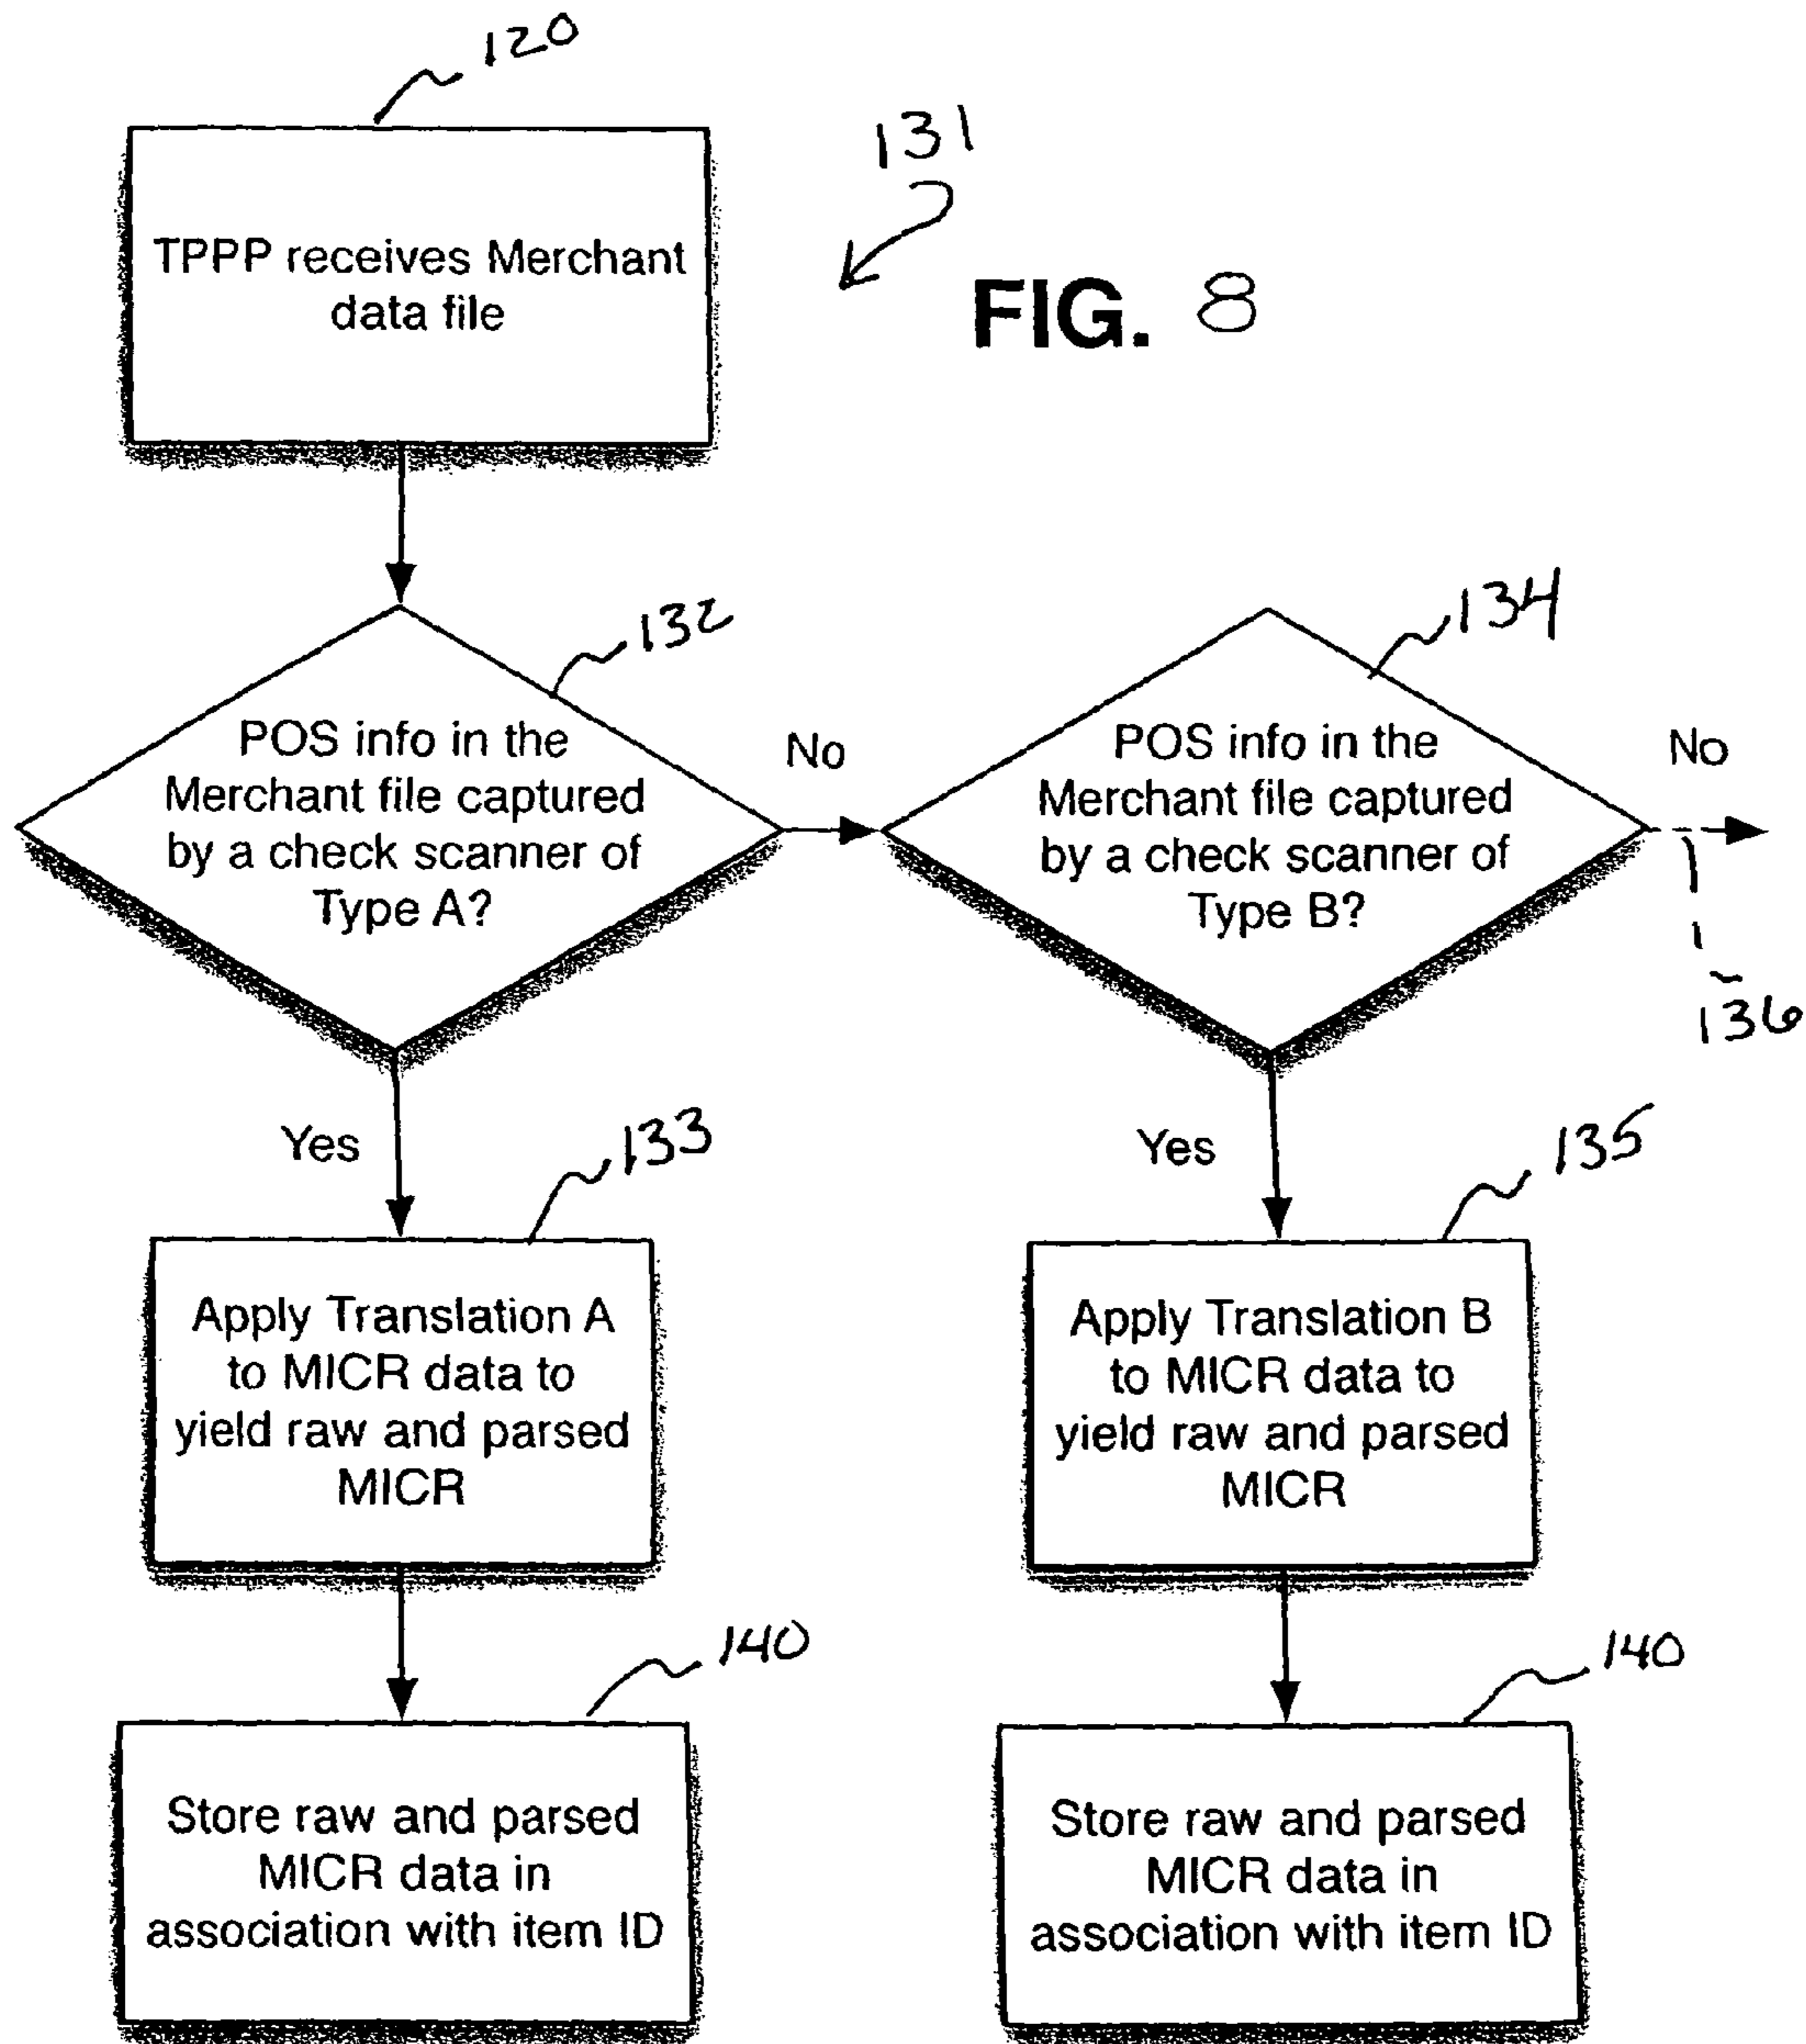 120
TPPP receives Merchant
data file
131
FIG. 8
132
POS info in the
Merchant file captured
by a check scanner of
Type A?
No
134
POS info in the
Merchant file captured
by a check scanner of
Type B?
No
136
Yes
133
Apply Translation A
to MICR data to
yield raw and parsed
MICR
Yes
135
Apply Translation B
to MICR data to
yield raw and parsed
MICR
140
Store raw and parsed
MICR data in
association with item ID
140
Store raw and parsed
MICR data in
association with item ID